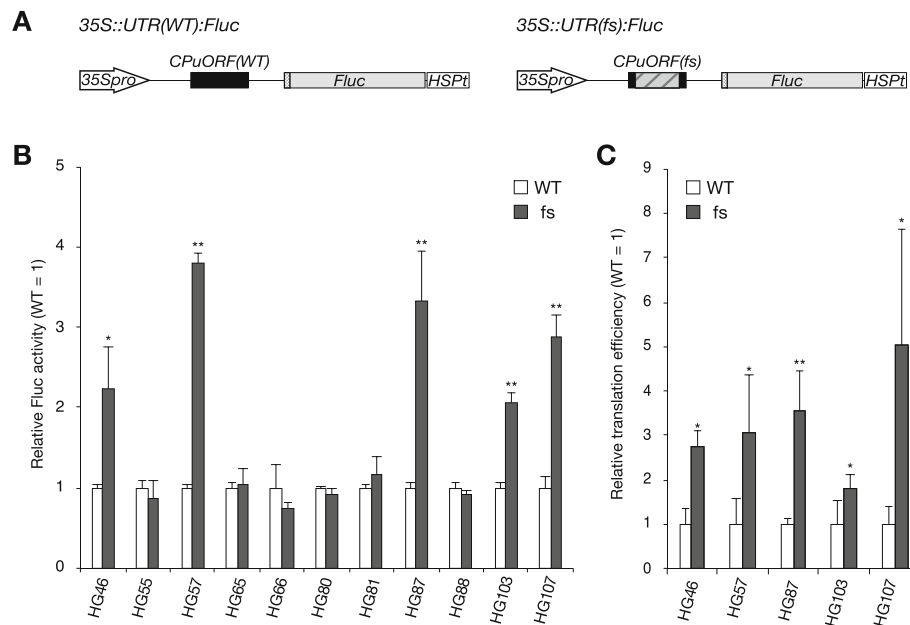 A
35S::UTR(WT):Fluc
CPuORF(WT)
35Spro
Fluc
HSPt
35S::UTR(fs):Fluc
CPuORF(fs)
35Spro
Fluc
HSPt
B
Relative Fluc activity (WT = 1)
5
4
3
2
1
0
WT
fs
*
**
**
**
**
HG46
HG55
HG57
HG65
HG66
HG80
HG81
HG87
HG88
HG103
HG107
C
Relative translation efficiency (WT = 1)
9
8
7
6
5
4
3
2
1
0
WT
fs
*
*
**
*
*
HG46
HG57
HG87
HG103
HG107